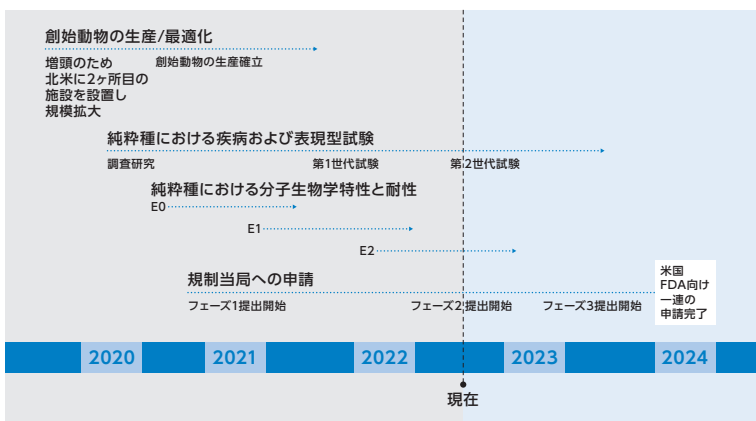 創始動物の生産/最適化
増頭のため
北米に2ヶ所目の
施設を設置し
規模拡大
創始動物の生産確立
純粋種における疾病および表現型試験
調査研究
第1世代試験
第2世代試験
純粋種における分子生物学特性と耐性
E0
E1
E2
規制当局への申請
フェーズ1提出開始
フェーズ2提出開始
フェーズ3提出開始
米国
FDA向け
一連の
申請完了
2020
2021
2022
2023
2024
現在